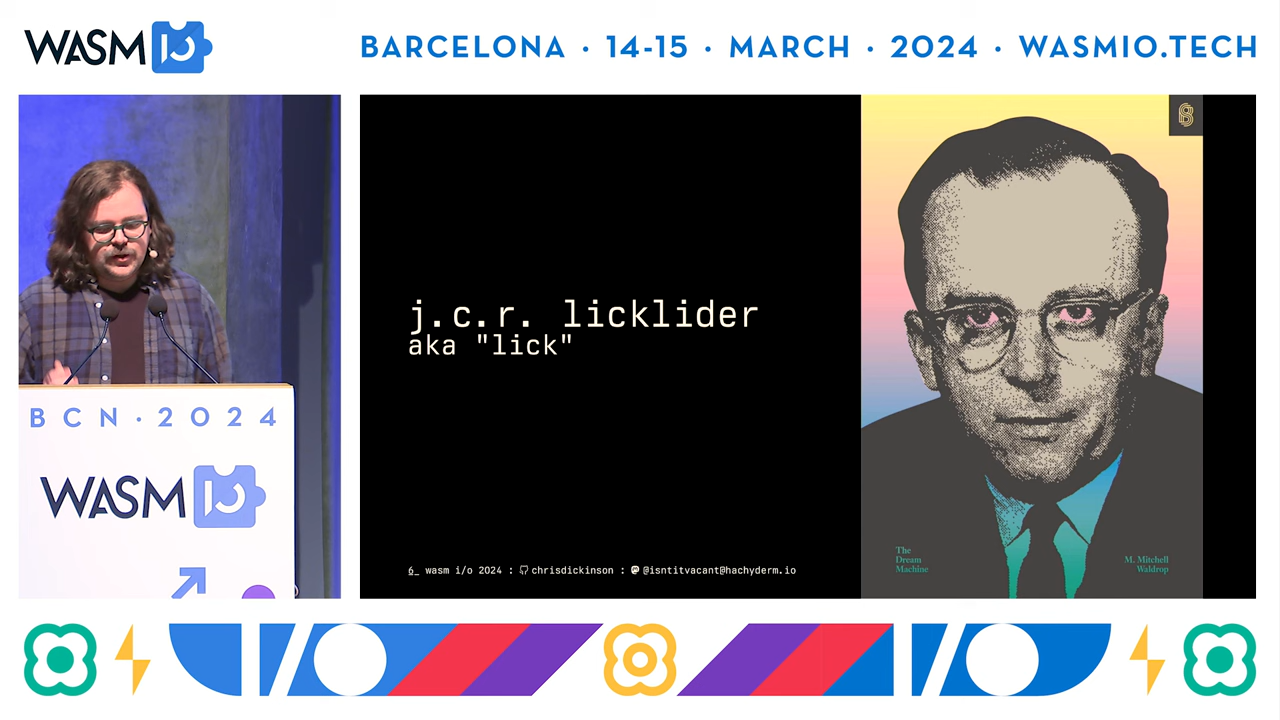 WASM IO
BARCELONA · 14-15 · MARCH · 2024 · WASMIO.TECH
BCN·2024
WASM IO
j.c.r. licklider
aka "lick"
6_ wasm i/o 2024 : chrisdickinson : @isntitvacant@hachyderm.io
The
Dream
Machine
M. Mitchell
Waldrop